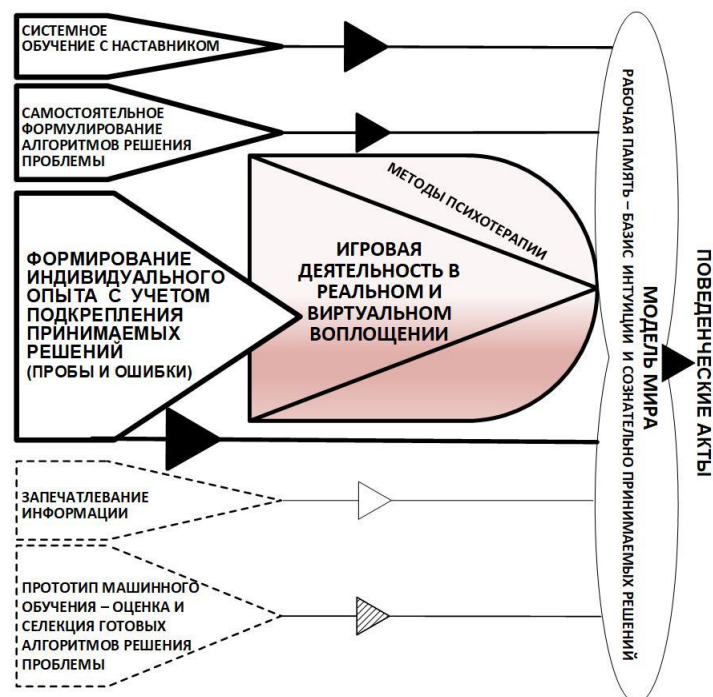 СИСТЕМНОЕ
ОБУЧЕНИЕ С НАСТАВНИКОМ
САМОСТОЯТЕЛЬНОЕ
ФОРМУЛИРОВАНИЕ
АЛГОРИТМОВ РЕШЕНИЯ
ПРОБЛЕМЫ
ФОРМИРОВАНИЕ
ИНДИВИДУАЛЬНОГО
ОПЫТА С УЧЕТОМ
ПОДКРЕПЛЕНИЯ
ПРИНИМАЕМЫХ
РЕШЕНИЙ
(ПРОБЫ И ОШИБКИ)
МЕТОДЫ ПСИХОТЕРАПИИ
ИГРОВАЯ
ДЕЯТЕЛЬНОСТЬ В
РЕАЛЬНОМ И
ВИРТУАЛЬНОМ
ВОПЛОЩЕНИИ
ЗАПЕЧАТЛЕВАНИЕ
ИНФОРМАЦИИ
ПРОТОТИП МАШИННОГО
ОБУЧЕНИЯ – ОЦЕНКА И
СЕЛЕКЦИЯ ГОТОВЫХ
АЛГОРИТМОВ РЕШЕНИЯ
ПРОБЛЕМЫ
РАБОЧАЯ ПАМЯТЬ – БАЗИС ИНТУИЦИИ И СОЗНАТЕЛЬНО ПРИНИМАЕМЫХ РЕШЕНИЙ
МОДЕЛЬ МИРА
ПОВЕДЕНЧЕСКИЕ АКТЫ